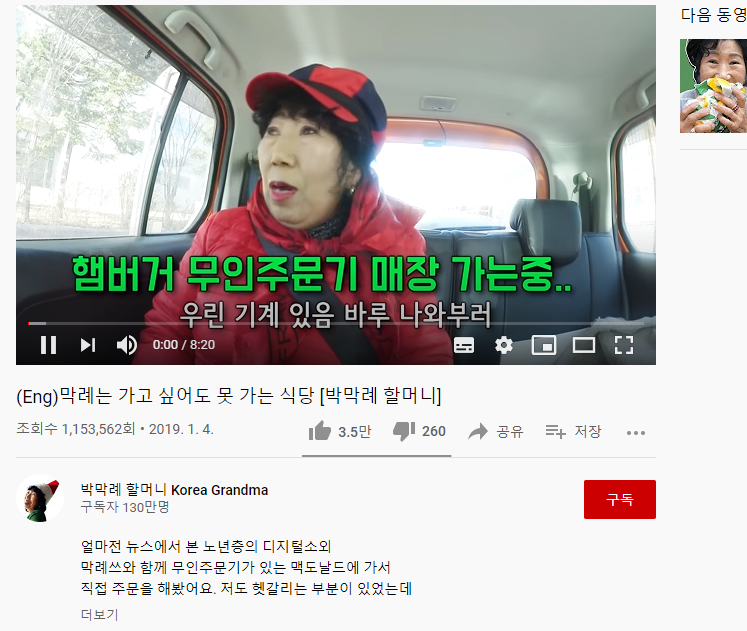 다음 동영
햄버거 무인주문기 매장 가는중..
우린 기계 있음 바루 나와부러
0:00 / 8:20
(Eng)막례는 가고 싶어도 못 가는 식당 [박막례 할머니]
조회수 1,153,562회 • 2019. 1. 4.
3.5만
260
공유
저장
박막례 할머니 Korea Grandma
구독자 130만명
구독
얼마전 뉴스에서 본 노년층의 디지털소외
막례쓰와 함께 무인주문기가 있는 맥도날드에 가서
직접 주문을 해봤어요. 저도 헷갈리는 부분이 있었는데
더보기